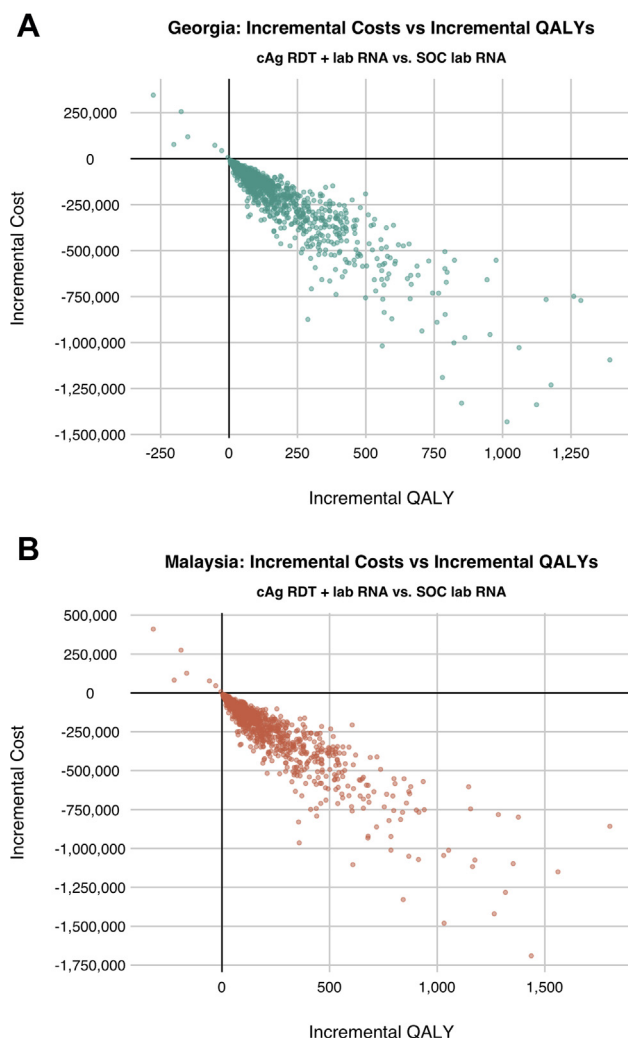 A
Georgia: Incremental Costs vs Incremental QALYs
cAg RDT + lab RNA vs. SOC lab RNA
250,000
0
-250,000
-500,000
-750,000
-1,000,000
-1,250,000
-1,500,000
Incremental Cost
-250 0 250 500 750 1,000 1,250
Incremental QALY
B
Malaysia: Incremental Costs vs Incremental QALYs
cAg RDT + lab RNA vs. SOC lab RNA
500,000
250,000
0
-250,000
-500,000
-750,000
-1,000,000
-1,250,000
-1,500,000
-1,750,000
Incremental Cost
0 500 1,000 1,500
Incremental QALY